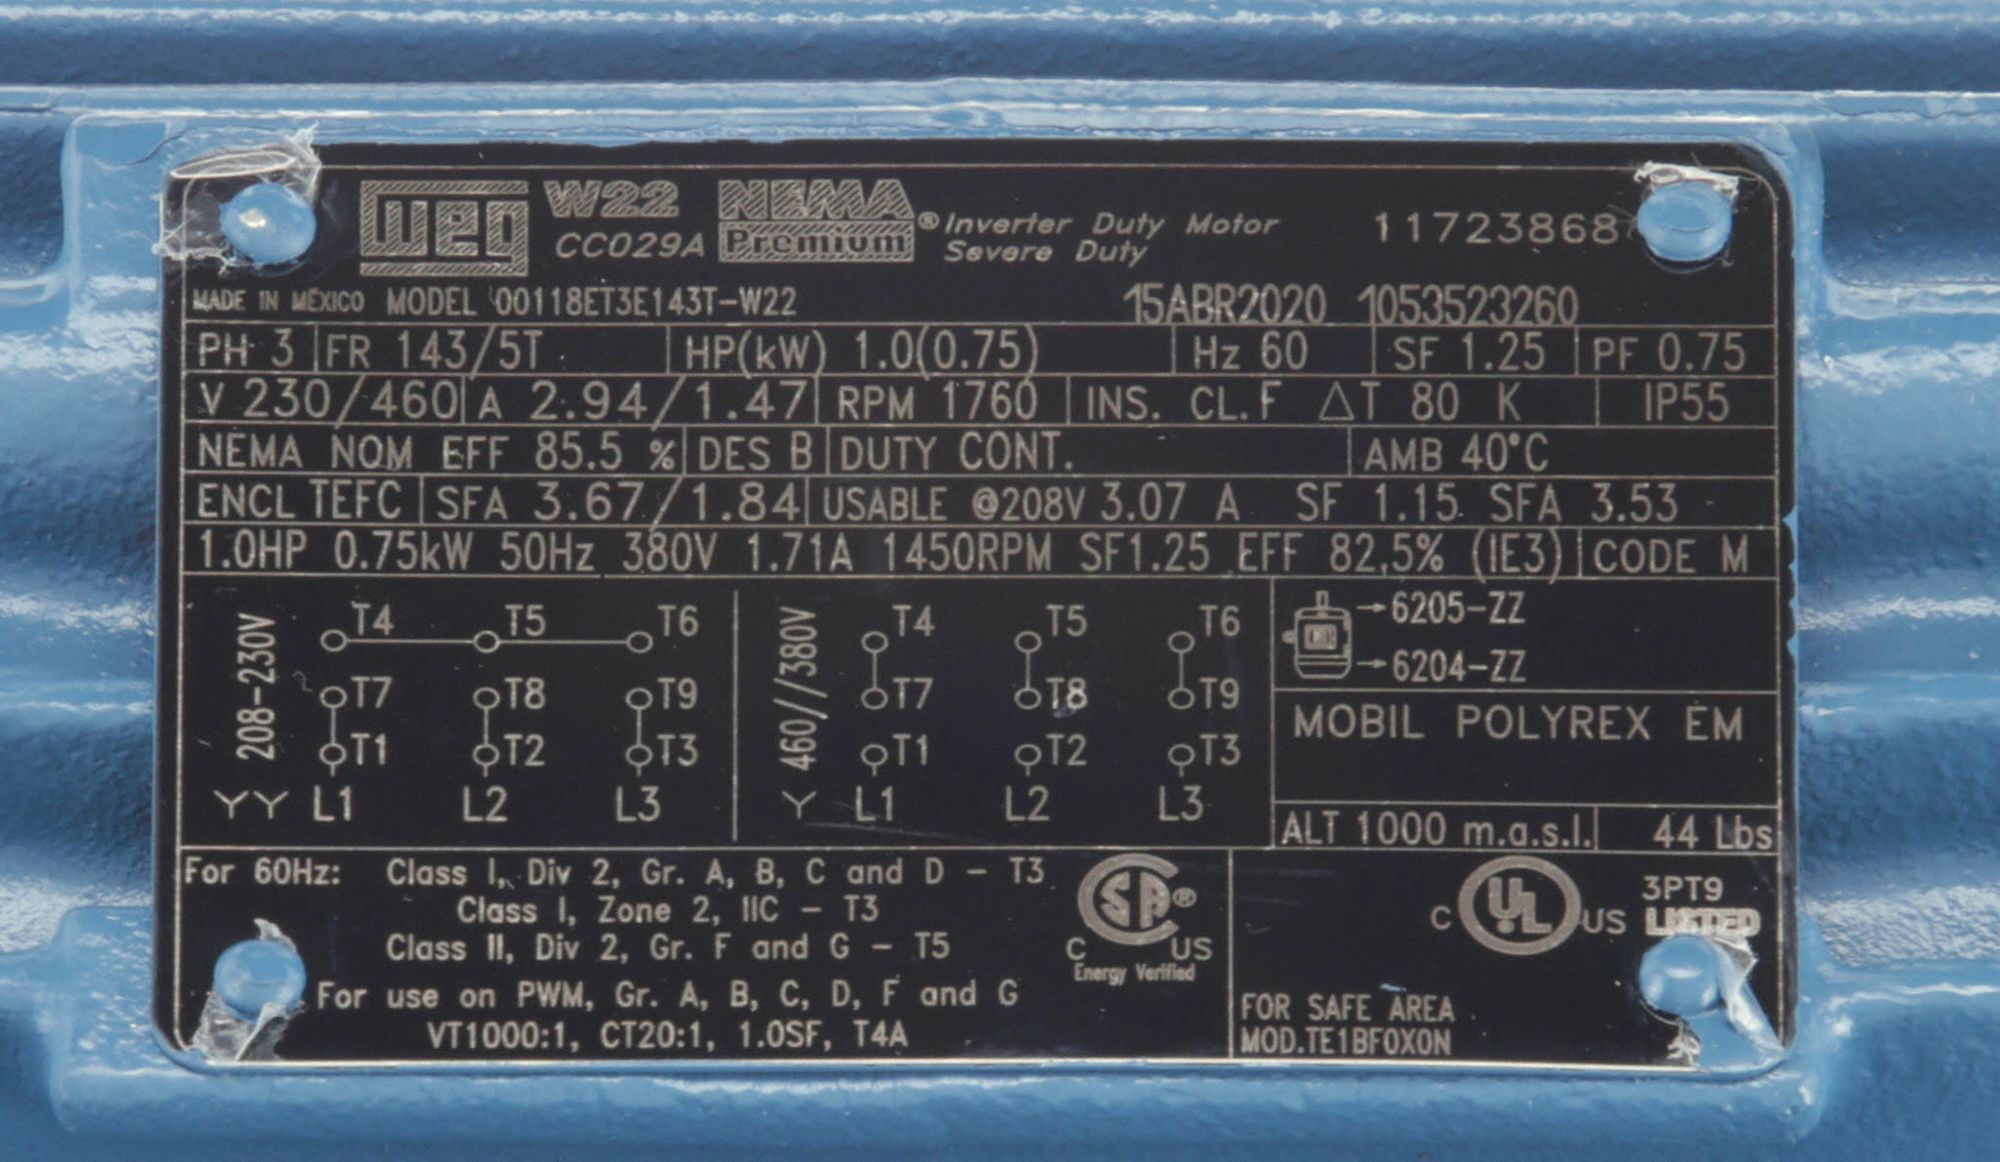 WEG W22 NEMA Premium® Inverter Duty Motor 11723868
CC029A Severe Duty
MADE IN MEXICO MODEL 00118ET3E143T-W22 15ABR2020 1053523260
PH 3 FR 143/5T HP(kW) 1.0(0.75) Hz 60 SF 1.25 PF 0.75
V 230/460 A 2.94/1.47 RPM 1760 INS. CL. F ΔT 80 K IP55
NEMA NOM EFF 85.5 % DES B DUTY CONT. AMB 40°C
ENCL TEFC SFA 3.67/1.84 USABLE @208V 3.07 A SF 1.15 SFA 3.53
1.0HP 0.75kW 50Hz 380V 1.71A 1450RPM SF1.25 EFF 82,5% (IE3) CODE M
208-230V
T4 T5 T6
T7 T8 T9
T1 T2 T3
YY L1 L2 L3
460//380V
T4 T5 T6
T7 T8 T9
T1 T2 T3
Y L1 L2 L3
→6205-ZZ
→6204-ZZ
MOBIL POLYREX EM
ALT 1000 m.a.s.l. 44 Lbs
For 60Hz: Class I, Div 2, Gr. A, B, C and D - T3
Class I, Zone 2, IIC - T3
Class II, Div 2, Gr. F and G - T5
For use on PWM, Gr. A, B, C, D, F and G
VT1000:1, CT20:1, 1.0SF, T4A
SA®
C US
Energy Verified
C UL US 3PT9
LISTED
FOR SAFE AREA
MOD.TE1BF0X0N